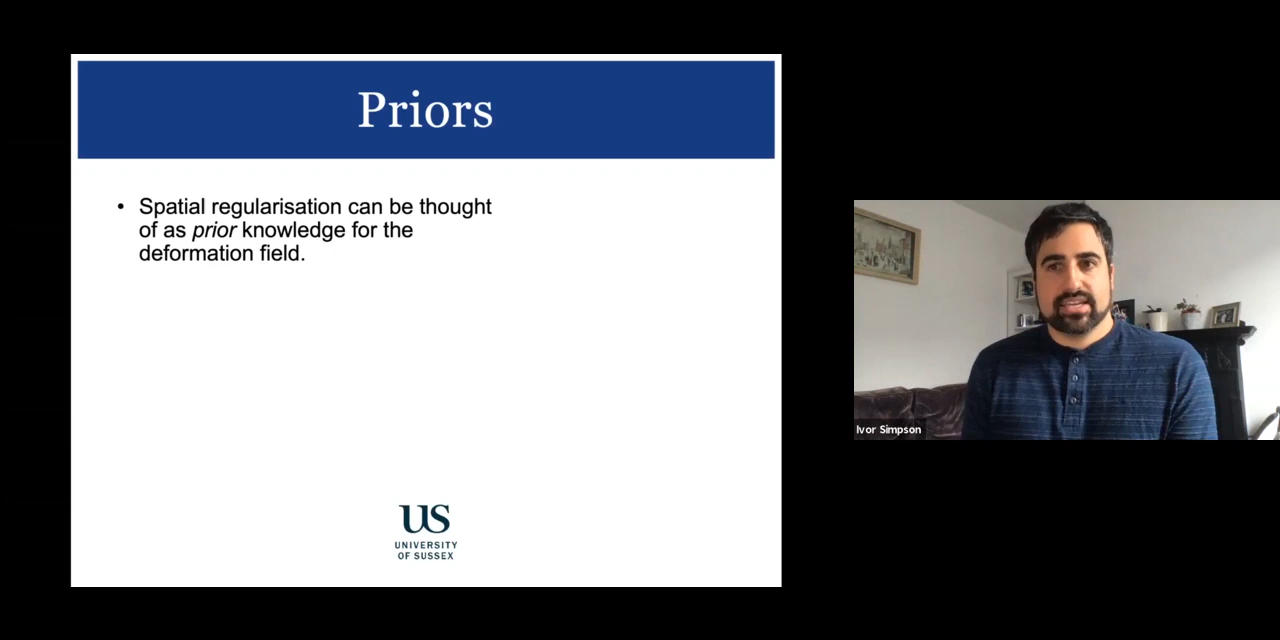 Priors
• Spatial regularisation can be thought
of as prior knowledge for the
deformation field.
US
UNIVERSITY
OF SUSSEX
Ivor Simpson